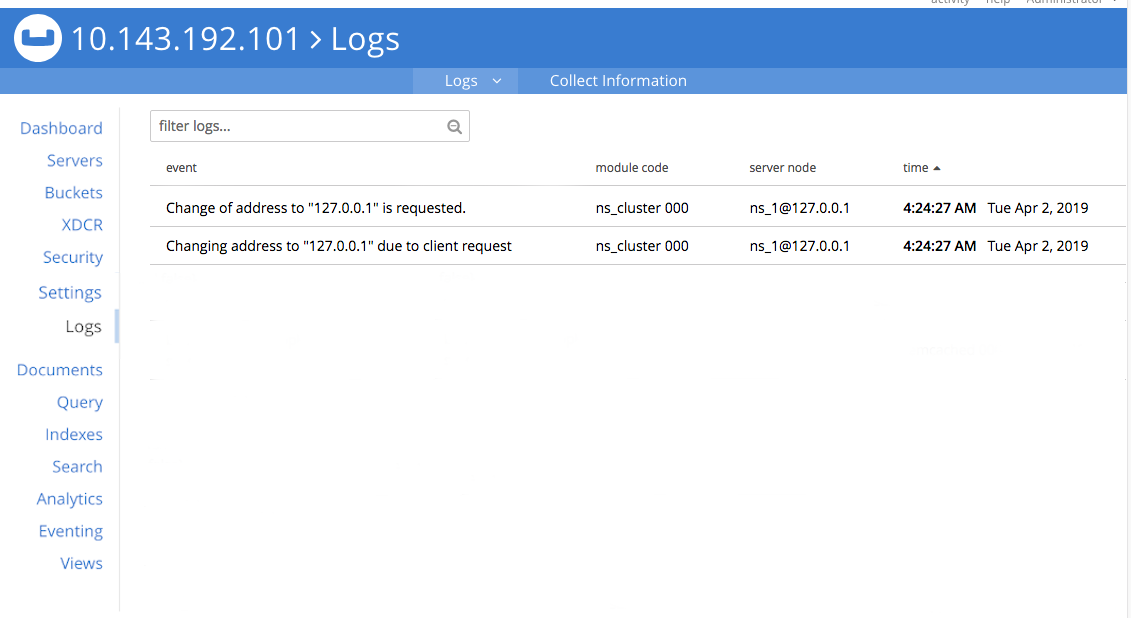 activity help Administrator
10.143.192.101 > Logs
Logs Collect Information
Dashboard
Servers
Buckets
XDCR
Security
Settings
Logs
Documents
Query
Indexes
Search
Analytics
Eventing
Views
filter logs...
event module code server node time
Change of address to "127.0.0.1" is requested. ns_cluster 000 ns_1@127.0.0.1 4:24:27 AM Tue Apr 2, 2019
Changing address to "127.0.0.1" due to client request ns_cluster 000 ns_1@127.0.0.1 4:24:27 AM Tue Apr 2, 2019